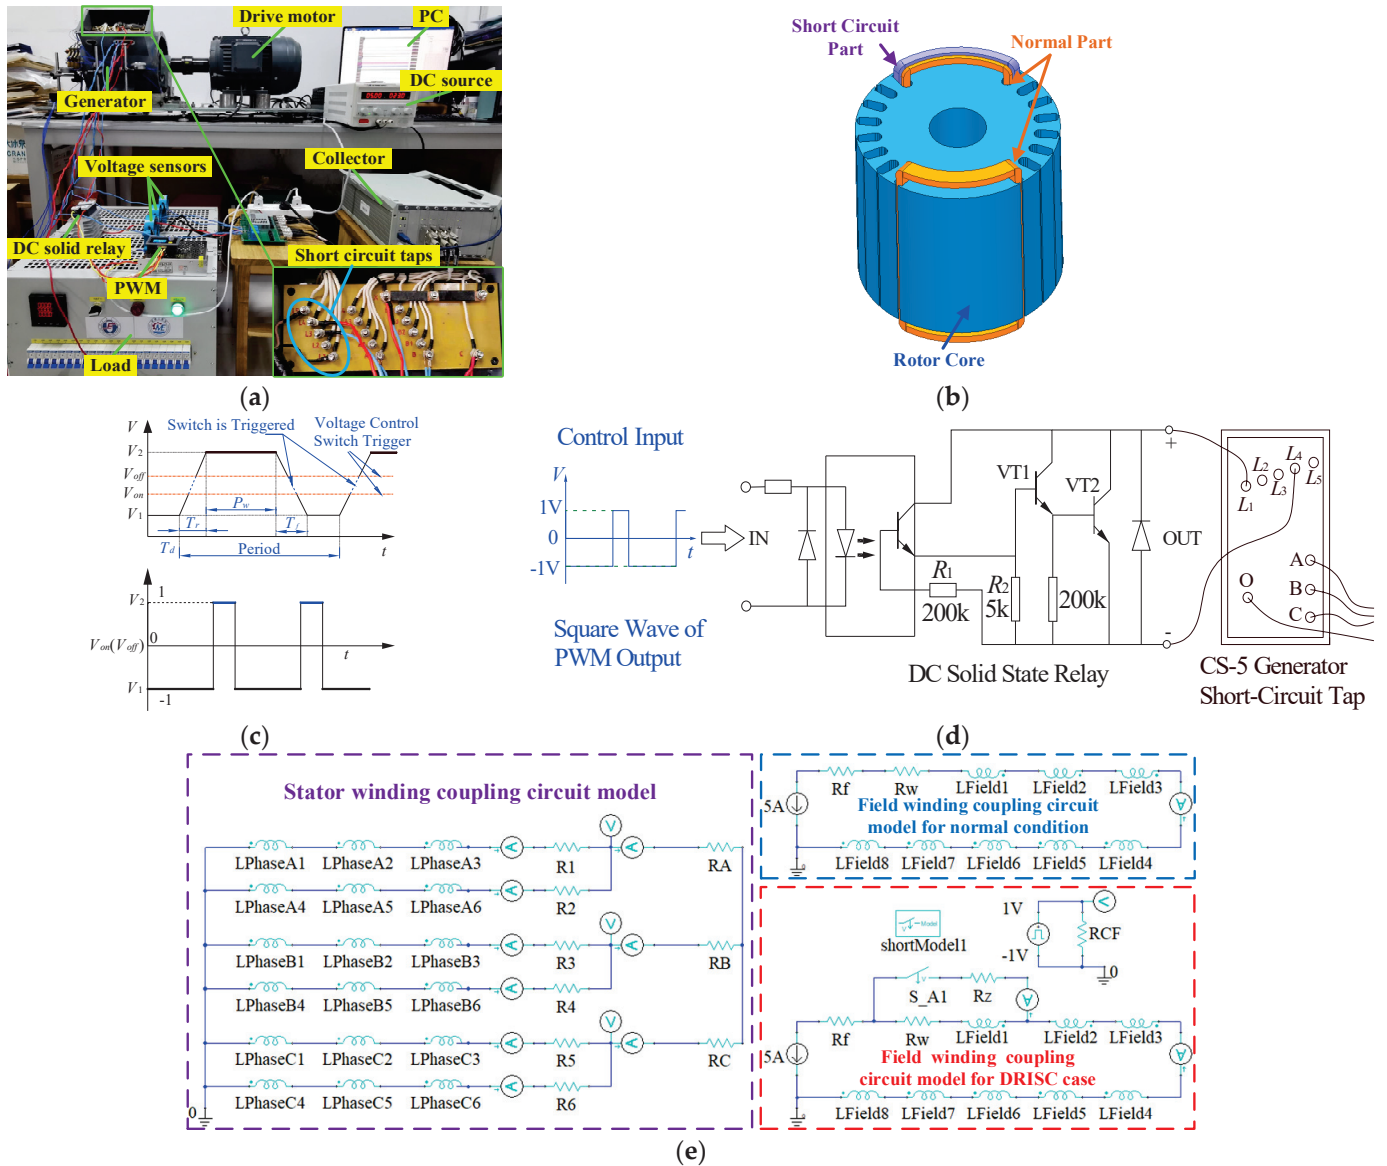 Drive motor
PC
DC source
Generator
Collector
Voltage sensors
DC solid relay
Short circuit taps
PWM
Load
(a)
Short Circuit
Part
Normal Part
Rotor Core
(b)
V
Switch is Triggered
Voltage Control
Switch Trigger
V2
Voff
Von
Pw
V1
Tr
Tf
Td
Period
t
1
V2
0
Von(Voff)
t
V1
-1
(c)
Control Input
V
1V
0
t
-1V
Square Wave of
PWM Output
IN
R1
200k
R2
5k
200k
VT1
VT2
+
OUT
-
DC Solid State Relay
L4
L2
L5
L3
L1
A
O
B
C
CS-5 Generator
Short-Circuit Tap
(d)
Stator winding coupling circuit model
V
LPhaseA1 LPhaseA2 LPhaseA3 A R1 A RA
LPhaseA4 LPhaseA5 LPhaseA6 A R2
V
LPhaseB1 LPhaseB2 LPhaseB3 A R3 A RB
LPhaseB4 LPhaseB5 LPhaseB6 A R4
V
LPhaseC1 LPhaseC2 LPhaseC3 A R5 A RC
LPhaseC4 LPhaseC5 LPhaseC6 A R6
0
Rf Rw LField1 LField2 LField3
5A
A
Field winding coupling circuit
model for normal condition
LField8 LField7 LField6 LField5 LField4
Model
shortModel1
1V
-1V
V
RCF
0
S_A1 Rz
A
Rf Rw LField1 LField2 LField3
5A
A
Field winding coupling
circuit model for DRISC case
LField8 LField7 LField6 LField5 LField4
(e)